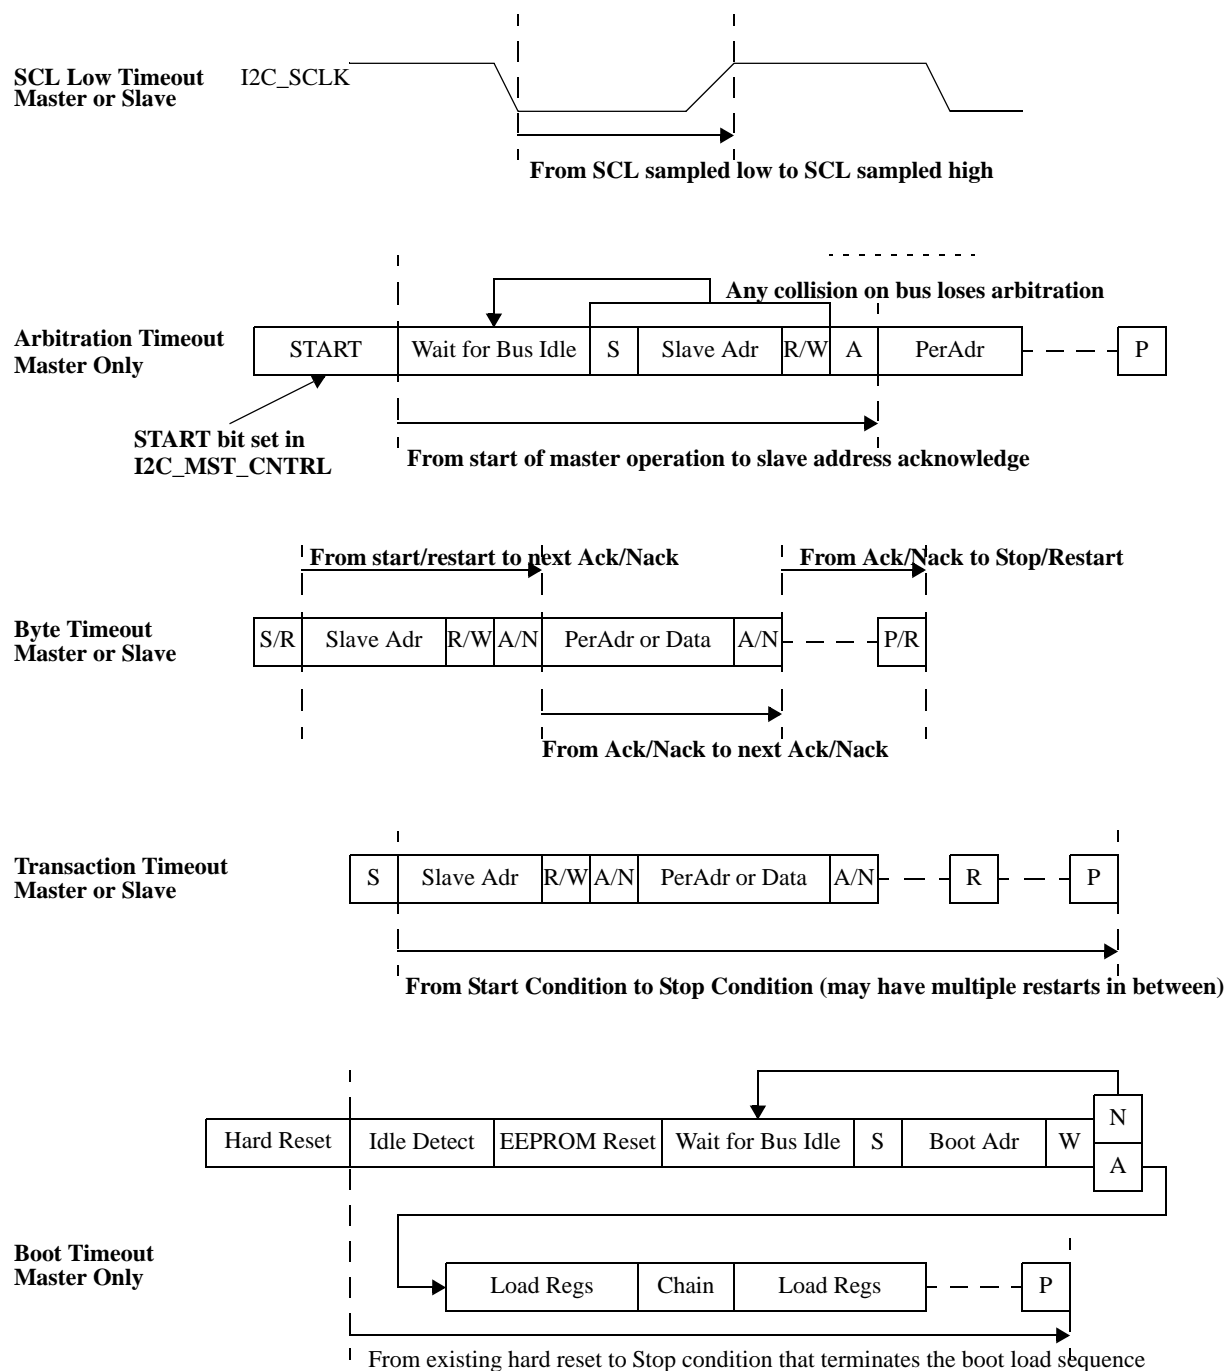 SCL Low Timeout
Master or Slave
I2C_SCLK
From SCL sampled low to SCL sampled high
Any collision on bus loses arbitration
Arbitration Timeout
Master Only
START Wait for Bus Idle S Slave Adr R/W A PerAdr P
START bit set in
I2C_MST_CNTRL
From start of master operation to slave address acknowledge
From start/restart to next Ack/Nack From Ack/Nack to Stop/Restart
Byte Timeout
Master or Slave
S/R Slave Adr R/W A/N PerAdr or Data A/N P/R
From Ack/Nack to next Ack/Nack
Transaction Timeout
Master or Slave
S Slave Adr R/W A/N PerAdr or Data A/N R P
From Start Condition to Stop Condition (may have multiple restarts in between)
N
Hard Reset Idle Detect EEPROM Reset Wait for Bus Idle S Boot Adr W
A
Boot Timeout
Master Only
Load Regs Chain Load Regs P
From existing hard reset to Stop condition that terminates the boot load sequence